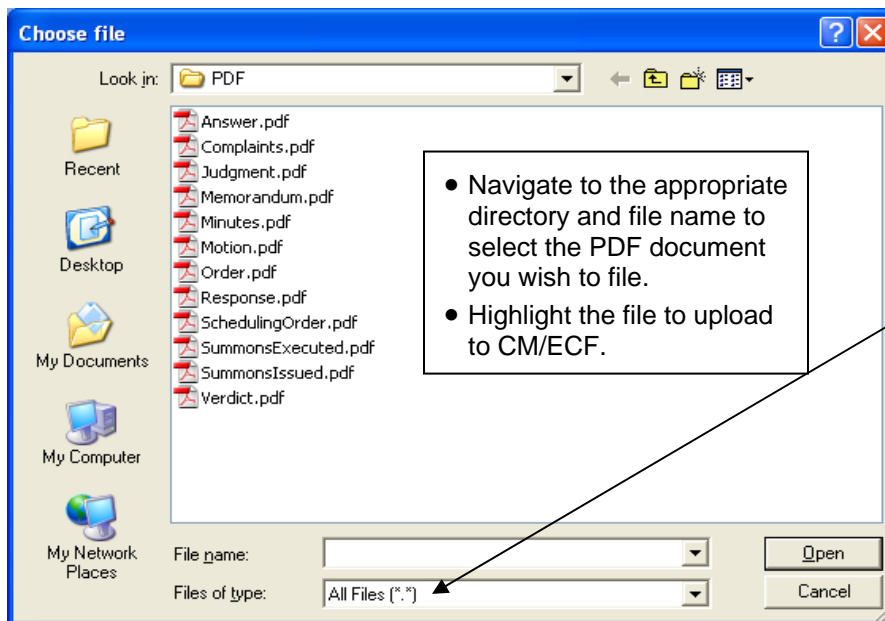 Choose file
Look in: PDF
Recent
Desktop
My Documents
My Computer
My Network
Places
Answer.pdf
Complaints.pdf
Judgment.pdf
Memorandum.pdf
Minutes.pdf
Motion.pdf
Order.pdf
Response.pdf
SchedulingOrder.pdf
SummonsExecuted.pdf
SummonsIssued.pdf
Verdict.pdf
• Navigate to the appropriate
directory and file name to
select the PDF document
you wish to file.
• Highlight the file to upload
to CM/ECF.
File name:
Open
Files of type: All Files (*.*)
Cancel